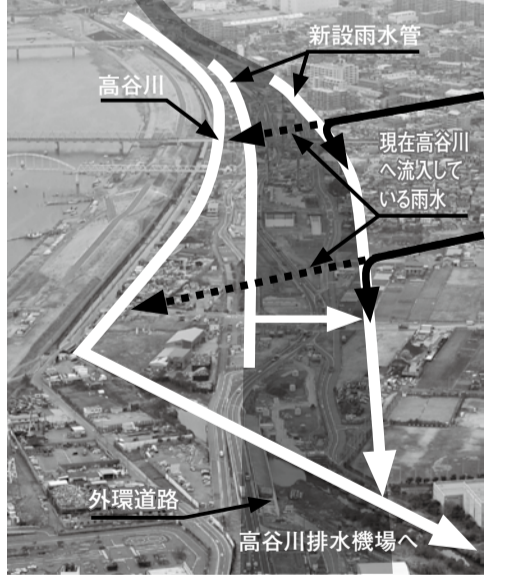 新設雨水管
高谷川
現在高谷川
へ流入して
いる雨水
外環道路
高谷川排水機場へ